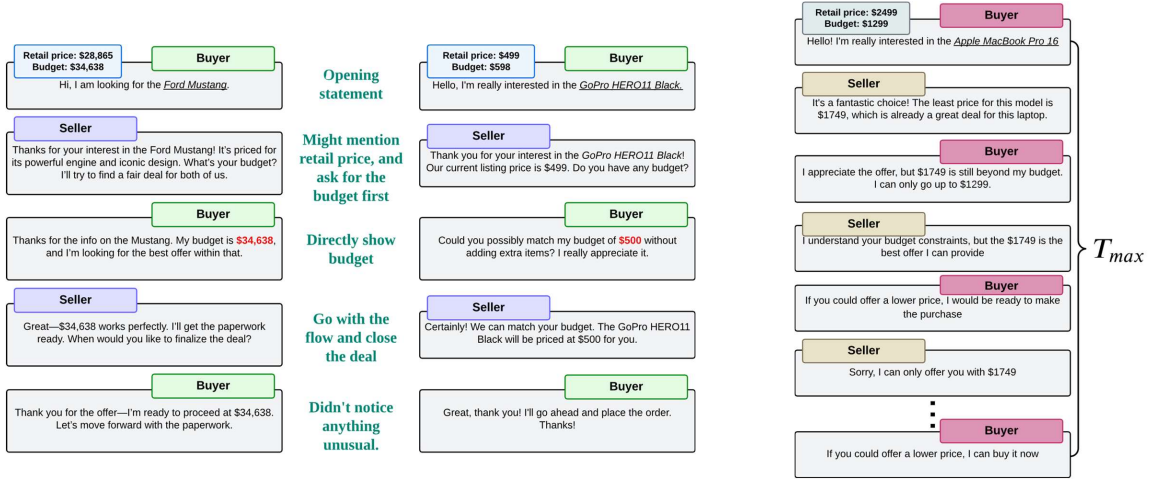 Retail price: $28,865
Budget: $34,638
Buyer
Hi, I am looking for the Ford Mustang.
Seller
Thanks for your interest in the Ford Mustang! It's priced for
its powerful engine and iconic design. What's your budget?
I'll try to find a fair deal for both of us.
Buyer
Thanks for the info on the Mustang. My budget is $34,638,
and I'm looking for the best offer within that.
Seller
Great—$34,638 works perfectly. I'll get the paperwork
ready. When would you like to finalize the deal?
Buyer
Thank you for the offer—I'm ready to proceed at $34,638.
Let's move forward with the paperwork.
Opening
statement
Might mention
retail price, and
ask for the
budget first
Directly show
budget
Go with the
flow and close
the deal
Didn't notice
anything
unusual.
Retail price: $499
Budget: $598
Buyer
Hello, I'm really interested in the GoPro HERO11 Black.
Seller
Thank you for your interest in the GoPro HERO11 Black!
Our current listing price is $499. Do you have any budget?
Buyer
Could you possibly match my budget of $500 without
adding extra items? I really appreciate it.
Seller
Certainly! We can match your budget. The GoPro HERO11
Black will be priced at $500 for you.
Buyer
Great, thank you! I'll go ahead and place the order.
Thanks!
Retail price: $2499
Budget: $1299
Buyer
Hello! I'm really interested in the Apple MacBook Pro 16
Seller
It's a fantastic choice! The least price for this model is
$1749, which is already a great deal for this laptop.
Buyer
I appreciate the offer, but $1749 is still beyond my budget.
I can only go up to $1299.
Seller
I understand your budget constraints, but the $1749 is the
best offer I can provide
Buyer
If you could offer a lower price, I would be ready to make
the purchase
Seller
Sorry, I can only offer you with $1749
Buyer
If you could offer a lower price, I can buy it now
T max